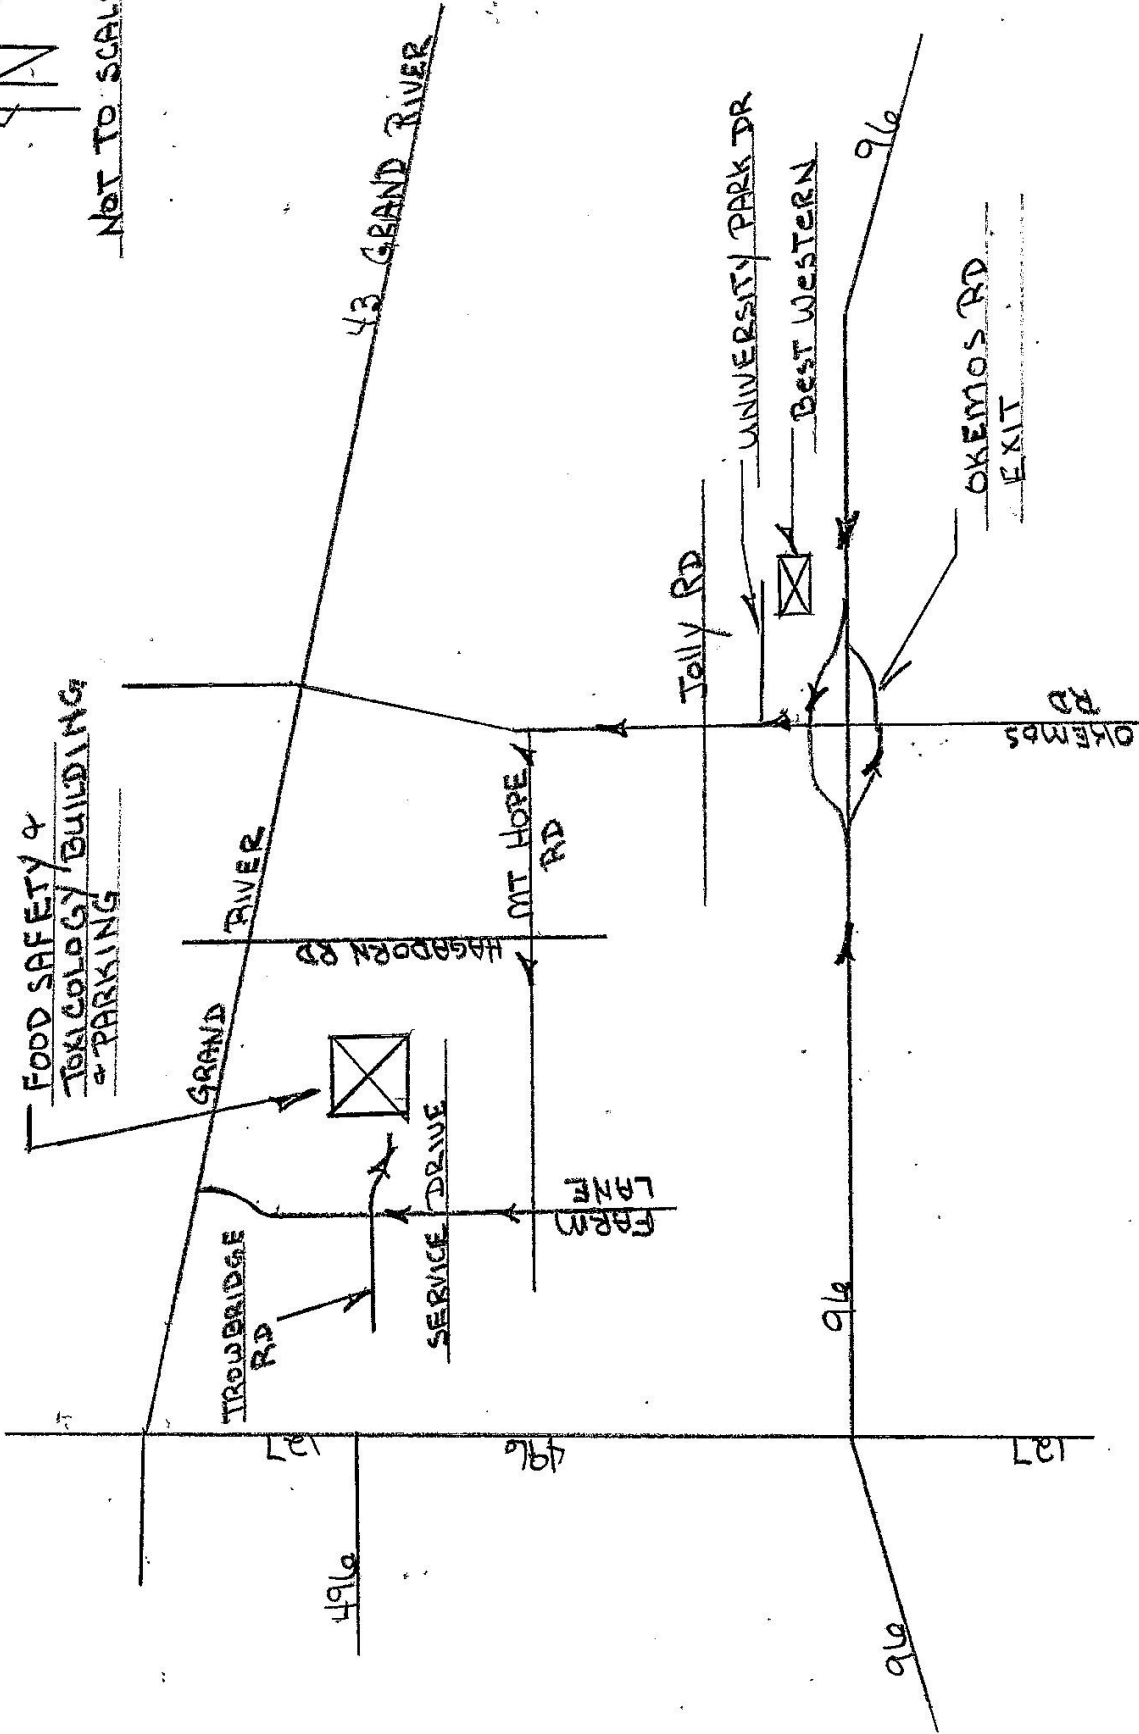 N
NOT TO SCAL
FOOD SAFETY &
TOXICOLOGY BUILDING
& PARKING
43 GRAND RIVER
GRAND RIVER
TROWBRIDGE
RD
SERVICE DRIVE
FARM
LANE
HAGADORN RD
MT HOPE
RD
JOLLY RD
UNIVERSITY PARK DR
BEST WESTERN
OKEMOS RD
EXIT
OKEMOS
RD
127
496
496
127
96
96
96